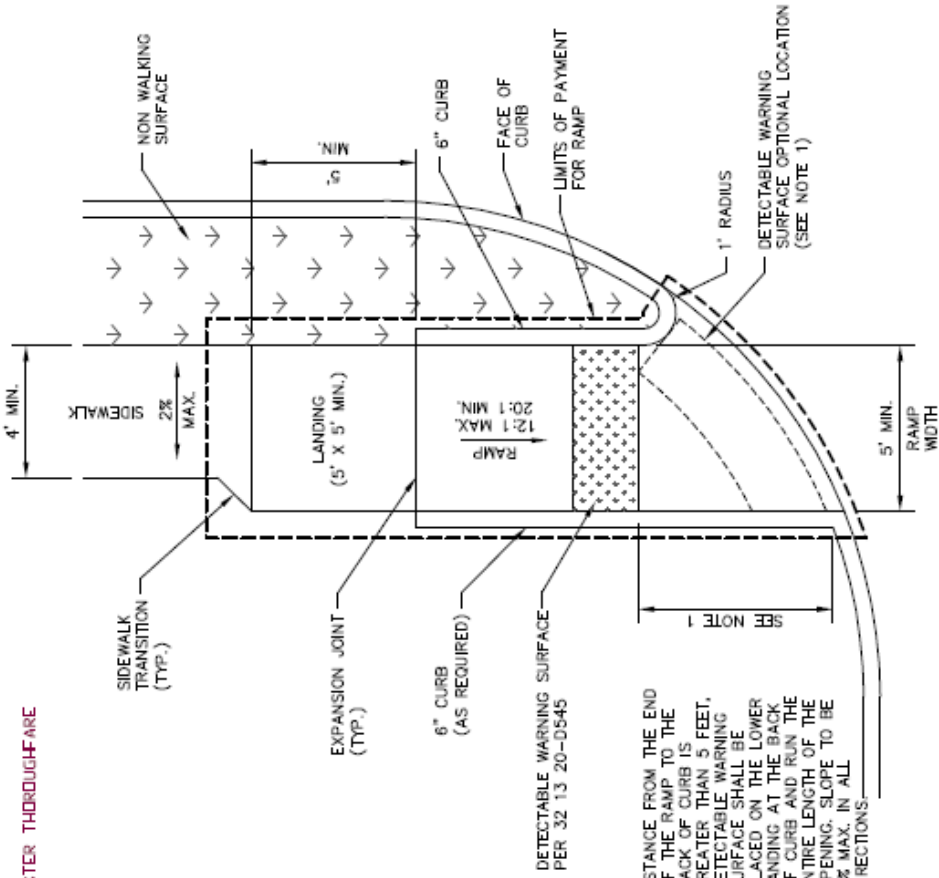 CTER THOROUGHFARE
4' MIN.
SIDEWALK
2%
MAX.
NON WALKING
SURFACE
SIDEWALK
TRANSITION
(TYP.)
LANDING
(5' X 5' MIN.)
5'
MIN.
6" CURB
FACE OF
CURB
EXPANSION JOINT
(TYP.)
RAMP
12:1 MAX.
20:1 MIN.
LIMITS OF PAYMENT
FOR RAMP
6" CURB
(AS REQUIRED)
1' RADIUS
DETECTABLE WARNING SURFACE
PER 32 13 20-D545
DETECTABLE WARNING
SURFACE OPTIONAL LOCATION
(SEE NOTE 1)
SEE NOTE 1
5' MIN.
RAMP
WIDTH
STANCE FROM THE END
F THE RAMP TO THE
ACK OF CURB IS
REATER THAN 5 FEET,
ETECTABLE WARNING
URFACE SHALL BE
LACED ON THE LOWER
ANDING AT THE BACK
F CURB AND RUN THE
NTIRE LENGTH OF THE
PENING. SLOPE TO BE
% MAX. IN ALL
RECTIONS.